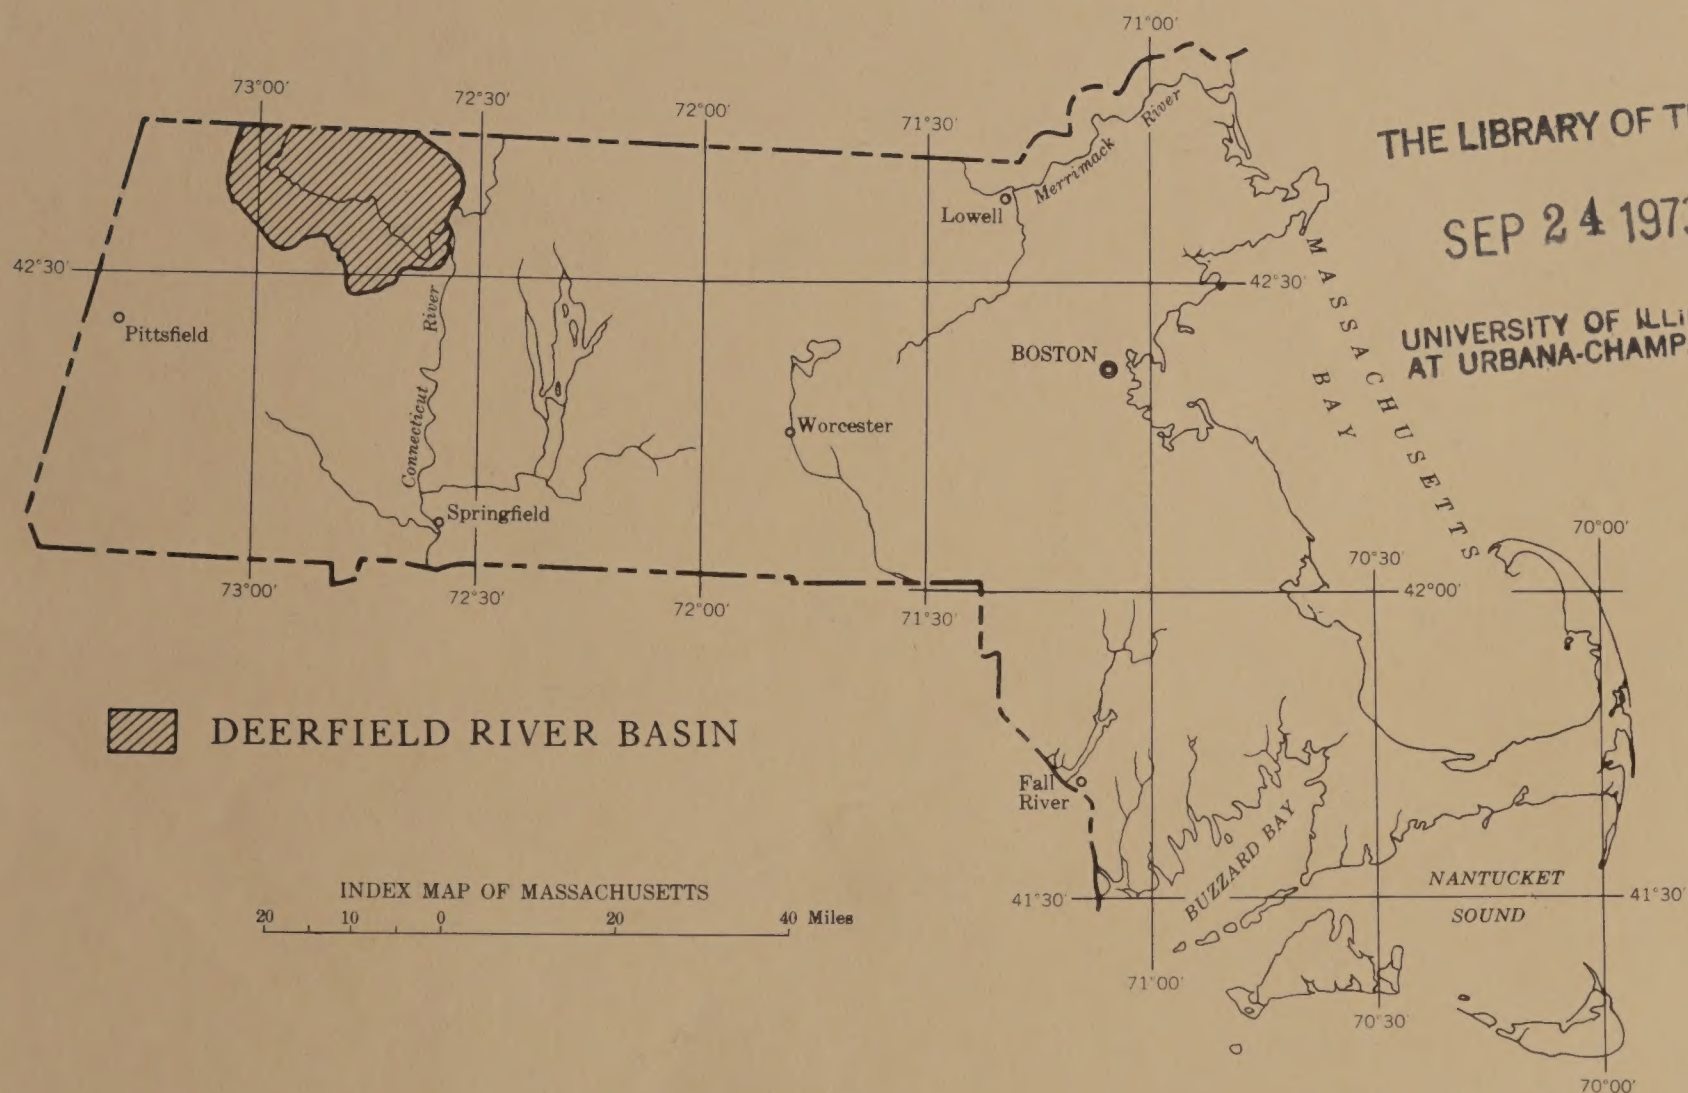 71°00'
73°00'
72°30'
72°00'
71°30'
Merrimack River
Lowell
THE LIBRARY OF
SEP 24 1973
UNIVERSITY OF
AT
42°30'
42°30'
Pittsfield
Connecticut River
BOSTON
MASSACHUSETTS
BAY
Worcester
Springfield
70°00'
70°30'
42°00'
73°00'
72°30'
72°00'
71°30'
DEERFIELD RIVER BASIN
Fall
River
BUZZARD BAY
INDEX MAP OF MASSACHUSETTS
20 10 0 20 40 Miles
NANTUCKET
SOUND
41°30'
41°30'
71°00'
70°30'
70°00'